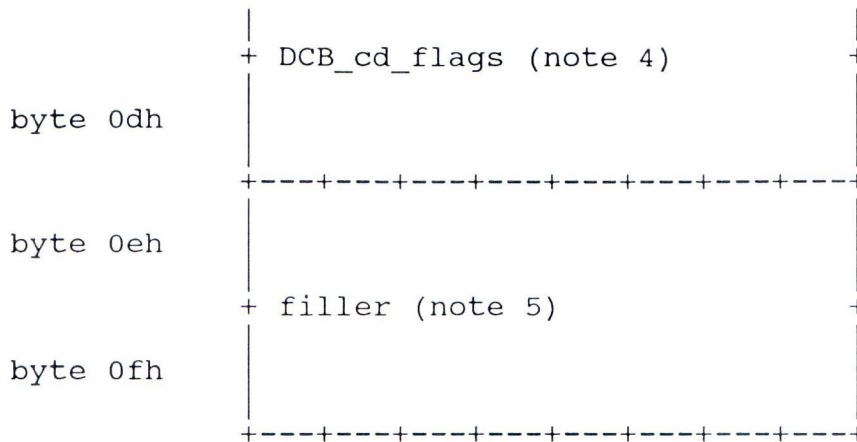 + DCB_cd_flags (note 4) +
byte 0dh
+----+----+----+----+----+----+----+----+
byte 0eh
+ filler (note 5) +
byte 0fh
+----+----+----+----+----+----+----+----+